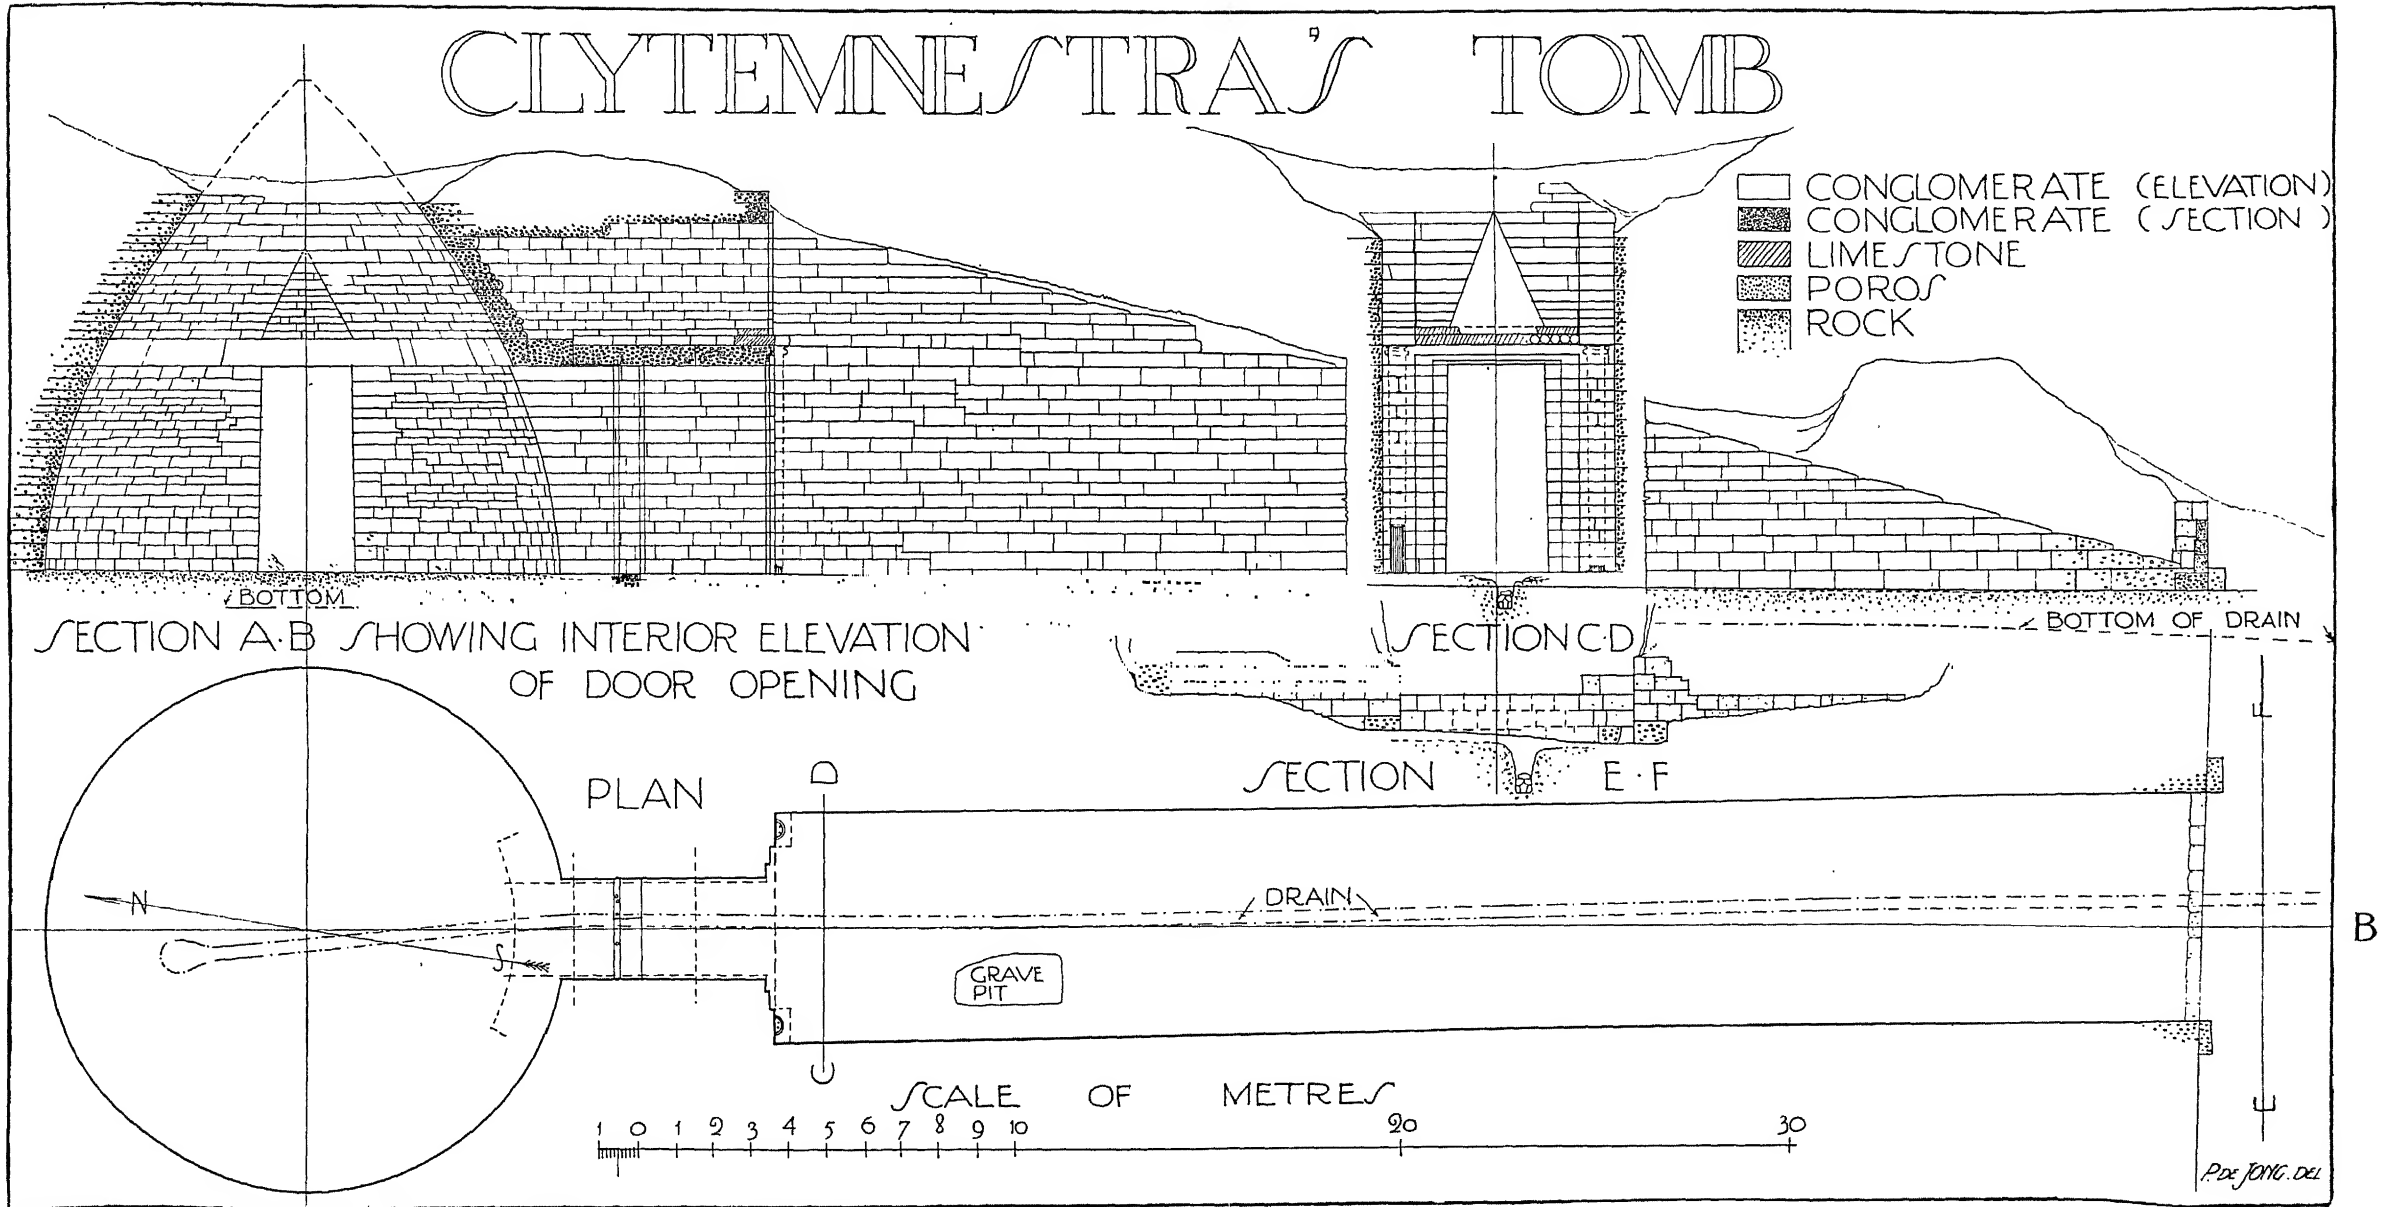 CLYTEMNESTRA'S TOMB
CONGLOMERATE (ELEVATION)
CONGLOMERATE (SECTION)
LIMESTONE
POROS
ROCK
BOTTOM
BOTTOM OF DRAIN
SECTION A·B SHOWING INTERIOR ELEVATION
OF DOOR OPENING
SECTION C·D
SECTION E·F
PLAN
D
F
N
S
DRAIN
GRAVE
PIT
B
C
E
SCALE OF METRES
1 0 1 2 3 4 5 6 7 8 9 10 20 30
P. DE JONG. DEL